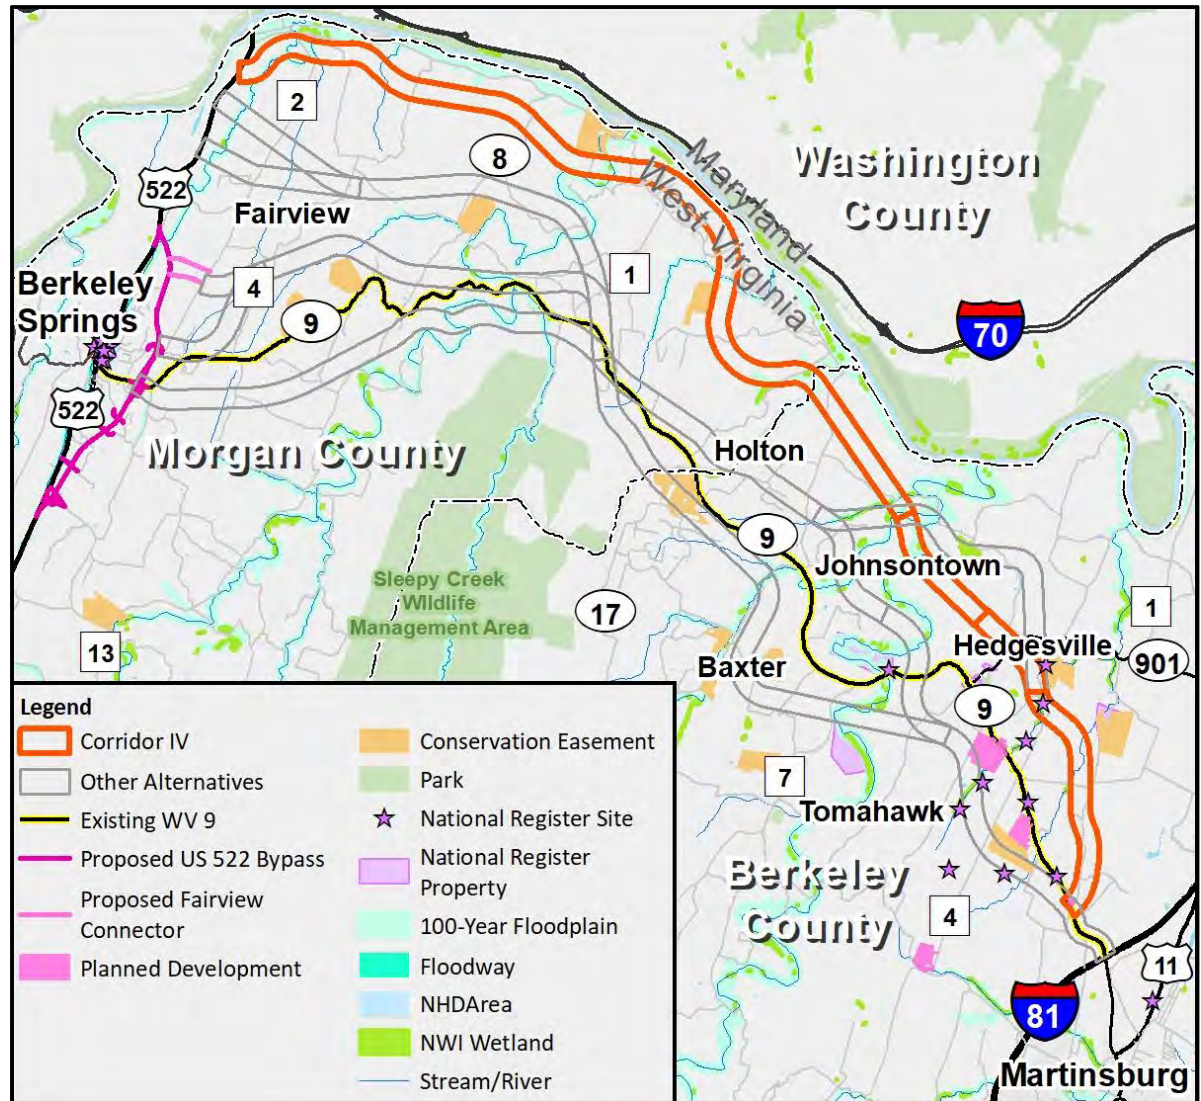 2
8
Maryland
West Virginia
Washington
County
522
Fairview
1
Berkeley
Springs
4
9
70
522
Morgan County
Holton
9
Johnsontown
Sleepy Creek
Wildlife
Management Area
17
1
13
Baxter
Hedgesville
901
9
7
Tomahawk
Berkeley
County
4
11
81
Martinsburg
Legend
Corridor IV
Other Alternatives
Existing WV 9
Proposed US 522 Bypass
Proposed Fairview
Connector
Planned Development
Conservation Easement
Park
National Register Site
National Register
Property
100-Year Floodplain
Floodway
NHDArea
NWI Wetland
Stream/River